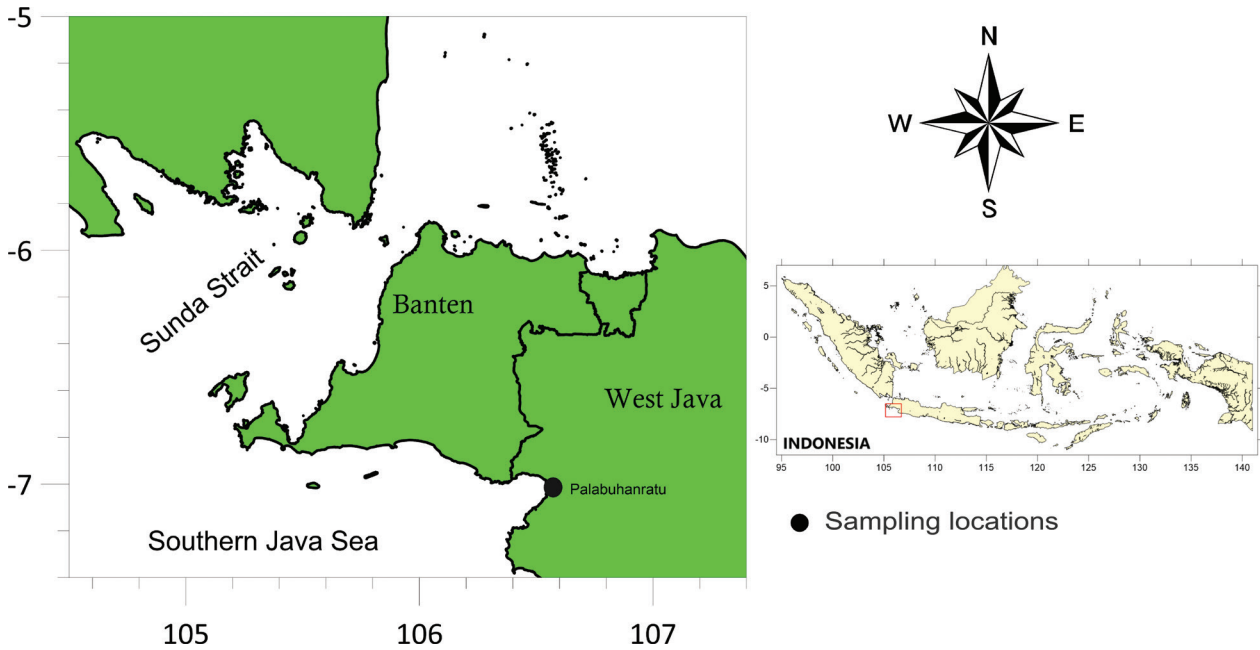 -5
-6
-7
105
106
107
Sunda Strait
Banten
West Java
Palabuhanratu
Southern Java Sea
N
W
E
S
5
0
-5
-10
INDONESIA
95
100
105
110
115
120
125
130
135
140
Sampling locations